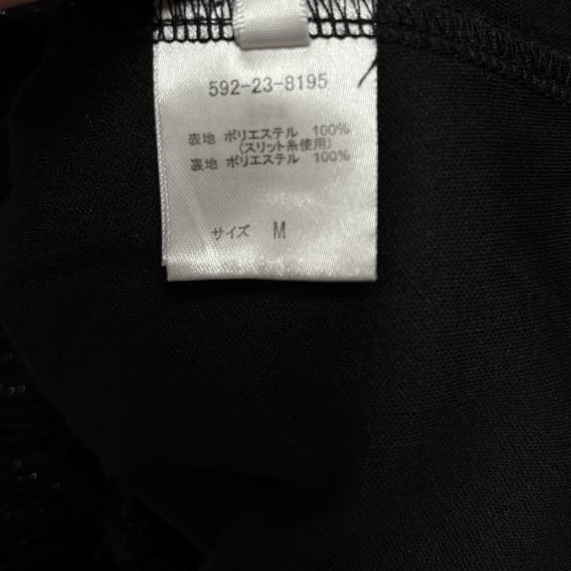 592-23-8195
表地 ポリエステル 100%
(スリット糸使用)
裏地 ポリエステル 100%
サイズ M